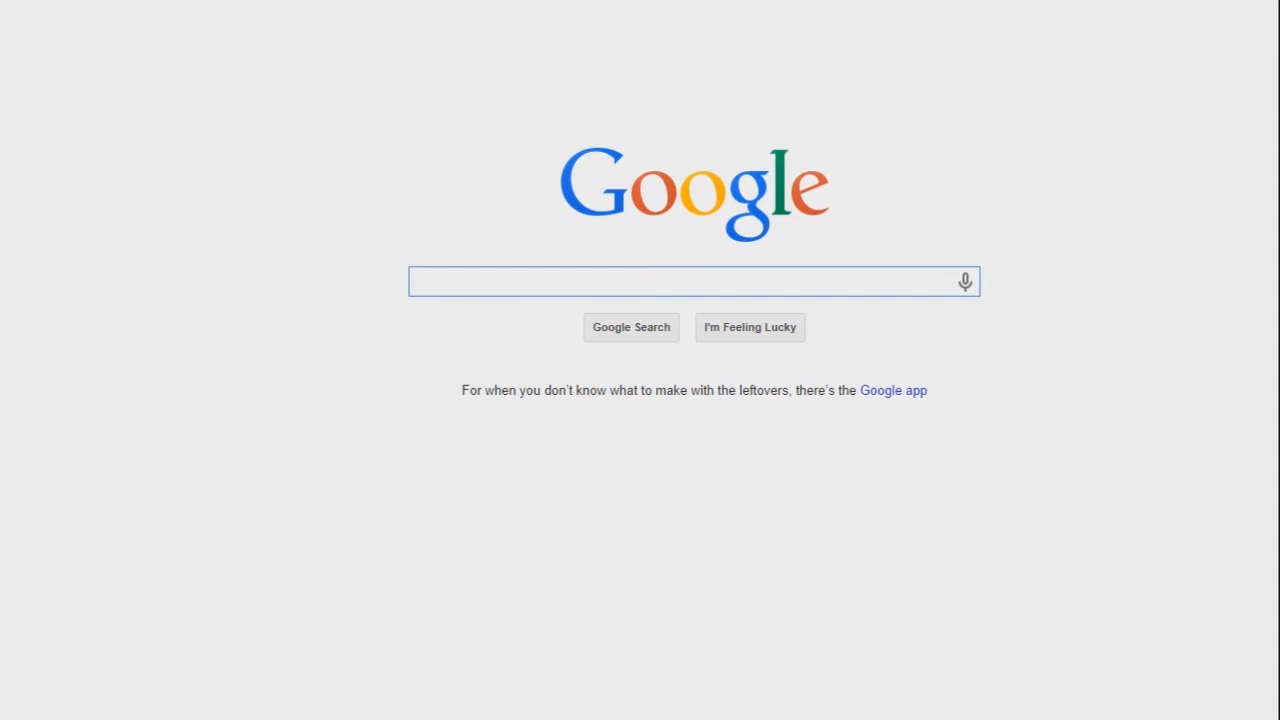 Google
Google Search
I'm Feeling Lucky
For when you don't know what to make with the leftovers, there's the Google app